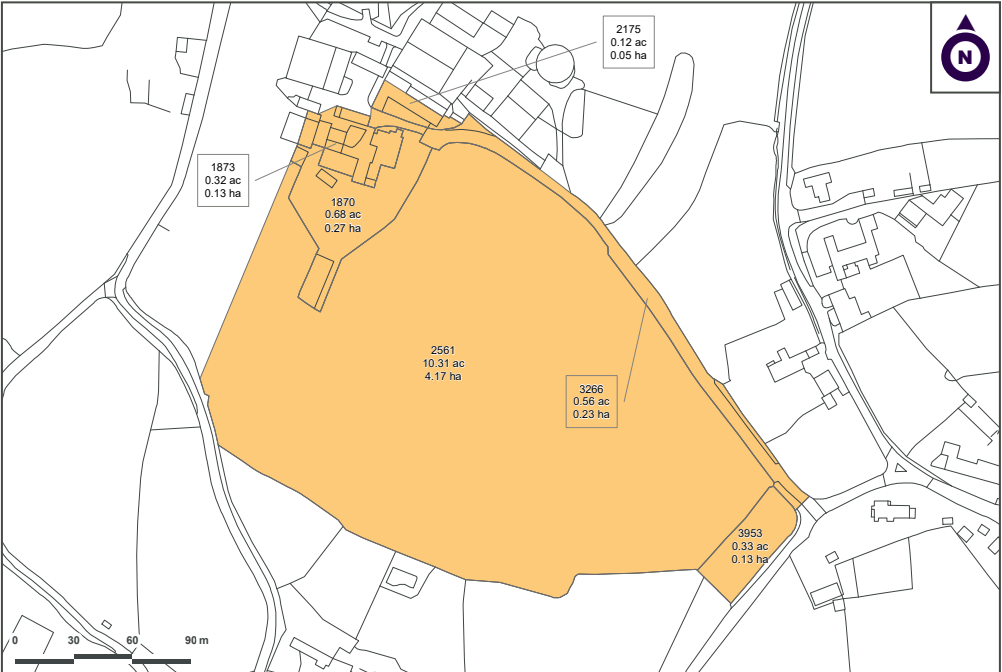 2175
0.12 ac
0.05 ha
N
1873
0.32 ac
0.13 ha
1870
0.68 ac
0.27 ha
2561
10.31 ac
4.17 ha
3266
0.56 ac
0.23 ha
3953
0.33 ac
0.13 ha
0 30 60 90 m